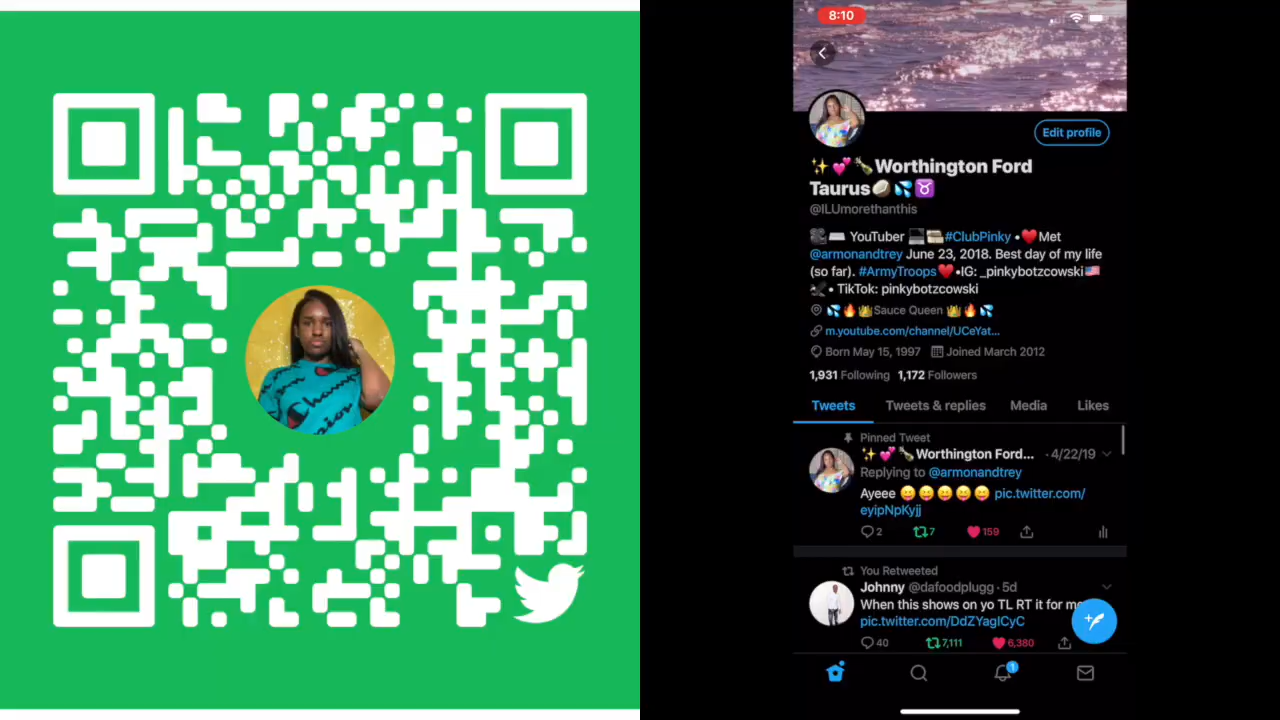 8:10
Edit profile
✨💕🍾Worthington Ford
Taurus🥥💦♉
@ILUmorethanthis
🎥⌨️ YouTuber 💻📻#ClubPinky •❤️Met
@armonandtrey June 23, 2018. Best day of my life
(so far). #ArmyTroops❤️•IG: _pinkybotzcowski🇺🇸
• TikTok: pinkybotzcowski
💦🔥👑Sauce Queen 👑🔥💦
m.youtube.com/channel/UCeYat...
Born May 15, 1997 Joined March 2012
1,931 Following 1,172 Followers
Tweets Tweets & replies Media Likes
Pinned Tweet
✨💕🍾Worthington Ford... · 4/22/19
Replying to @armonandtrey
Ayeee 😛😛😛😛😛 pic.twitter.com/
eyipNpKyjj
2 7 159
You Retweeted
Johnny @dafoodplugg · 5d
When this shows on yo TL RT it for
pic.twitter.com/DdZYaglCyC
40 7,111 6,380
1